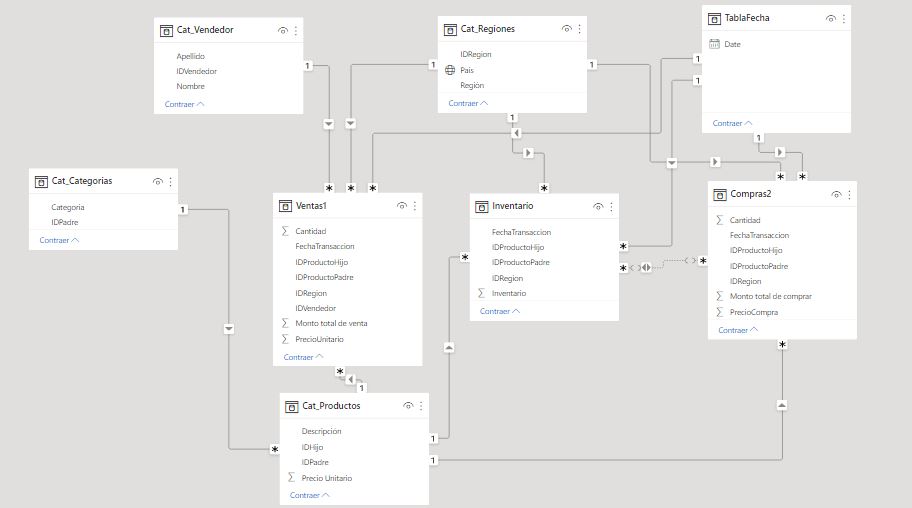 Cat_Vendedor
Apellido
IDVendedor
Nombre
Contraer
Cat_Regiones
IDRegion
Pais
Región
Contraer
TablaFecha
Date
Contraer
Cat_Categorias
Categoria
IDPadre
Contraer
Ventas1
Cantidad
FechaTransaccion
IDProductoHijo
IDProductoPadre
IDRegion
IDVendedor
Monto total de venta
PrecioUnitario
Contraer
Inventario
FechaTransaccion
IDProductoHijo
IDProductoPadre
IDRegion
Inventario
Contraer
Compras2
Cantidad
FechaTransaccion
IDProductoHijo
IDProductoPadre
IDRegion
Monto total de comprar
PrecioCompra
Contraer
Cat_Productos
Descripción
IDHijo
IDPadre
Precio Unitario
Contraer
1
1
1
1
1
1
1
1
1
1
1
*
*
*
*
*
*
*
*
*
*
*
*